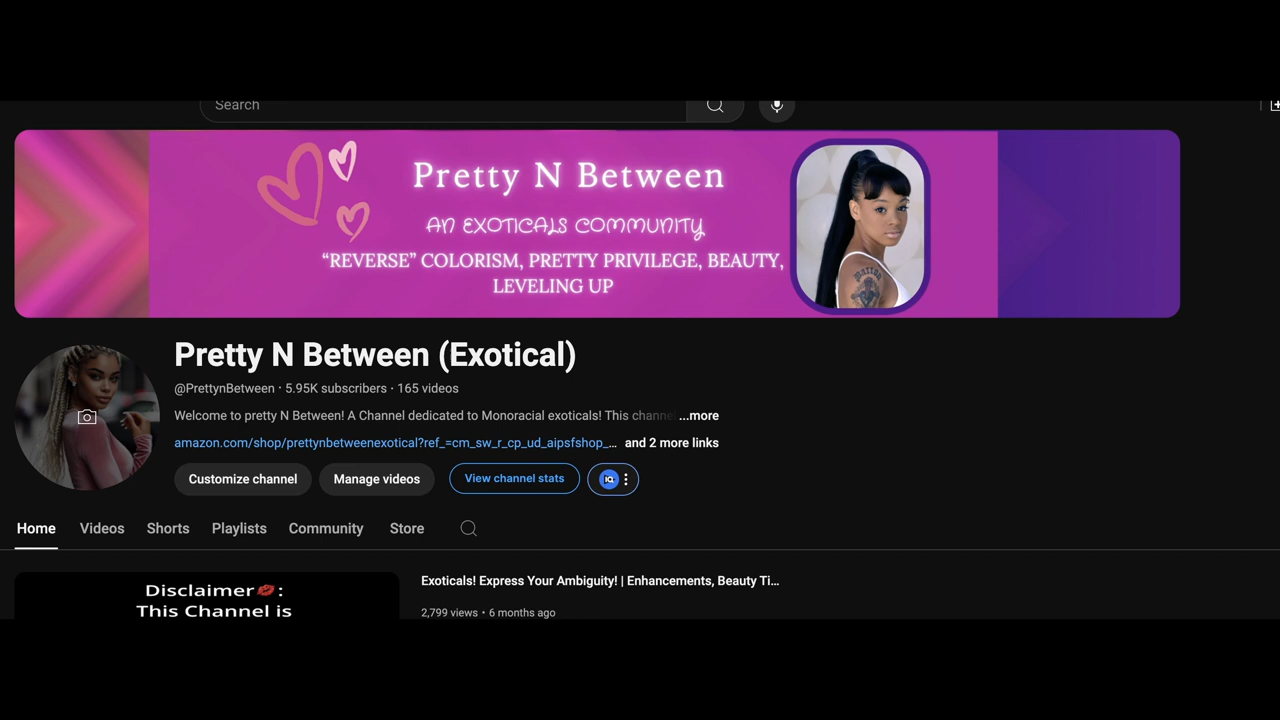 Search
Pretty N Between
AN EXOTICALS COMMUNITY
“REVERSE” COLORISM, PRETTY PRIVILEGE, BEAUTY,
LEVELING UP
Pretty N Between (Exotical)
@PrettynBetween · 5.95K subscribers · 165 videos
Welcome to pretty N Between! A Channel dedicated to Monoracial exoticals! This channe ...more
amazon.com/shop/prettynbetweenexotical?ref_=cm_sw_r_cp_ud_aipsfshop_... and 2 more links
Customize channel Manage videos View channel stats IQ
Home Videos Shorts Playlists Community Store
Disclaimer💋:
This Channel is
Exoticals! Express Your Ambiguity! | Enhancements, Beauty Ti...
2,799 views · 6 months ago